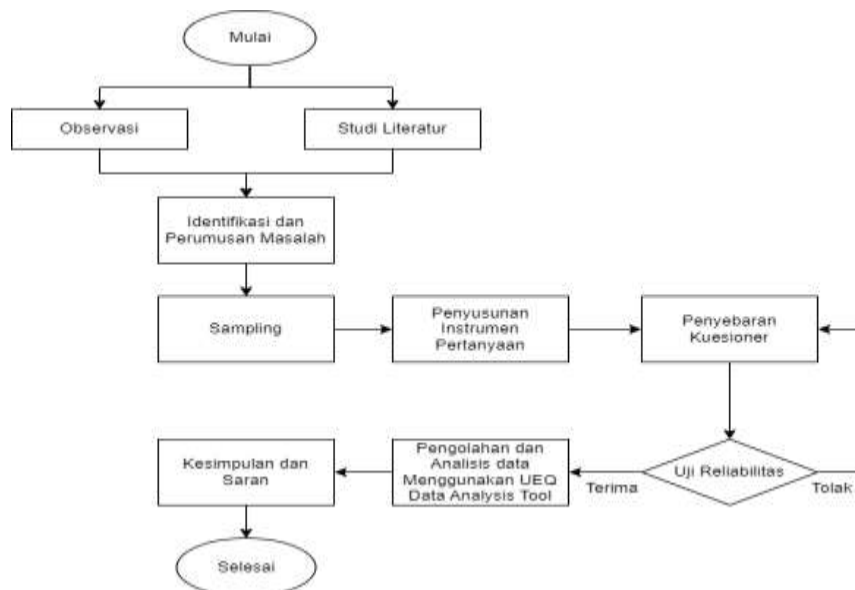 Mulai
Observasi
Studi Literatur
Identifikasi dan
Perumusan Masalah
Sampling
Penyusunan
Instrumen
Pertanyaan
Penyebaran
Kuesioner
Uji Reliabilitas
Terima
Tolak
Pengolahan dan
Analisis data
Menggunakan UEQ
Data Analysis Tool
Kesimpulan dan
Saran
Selesai